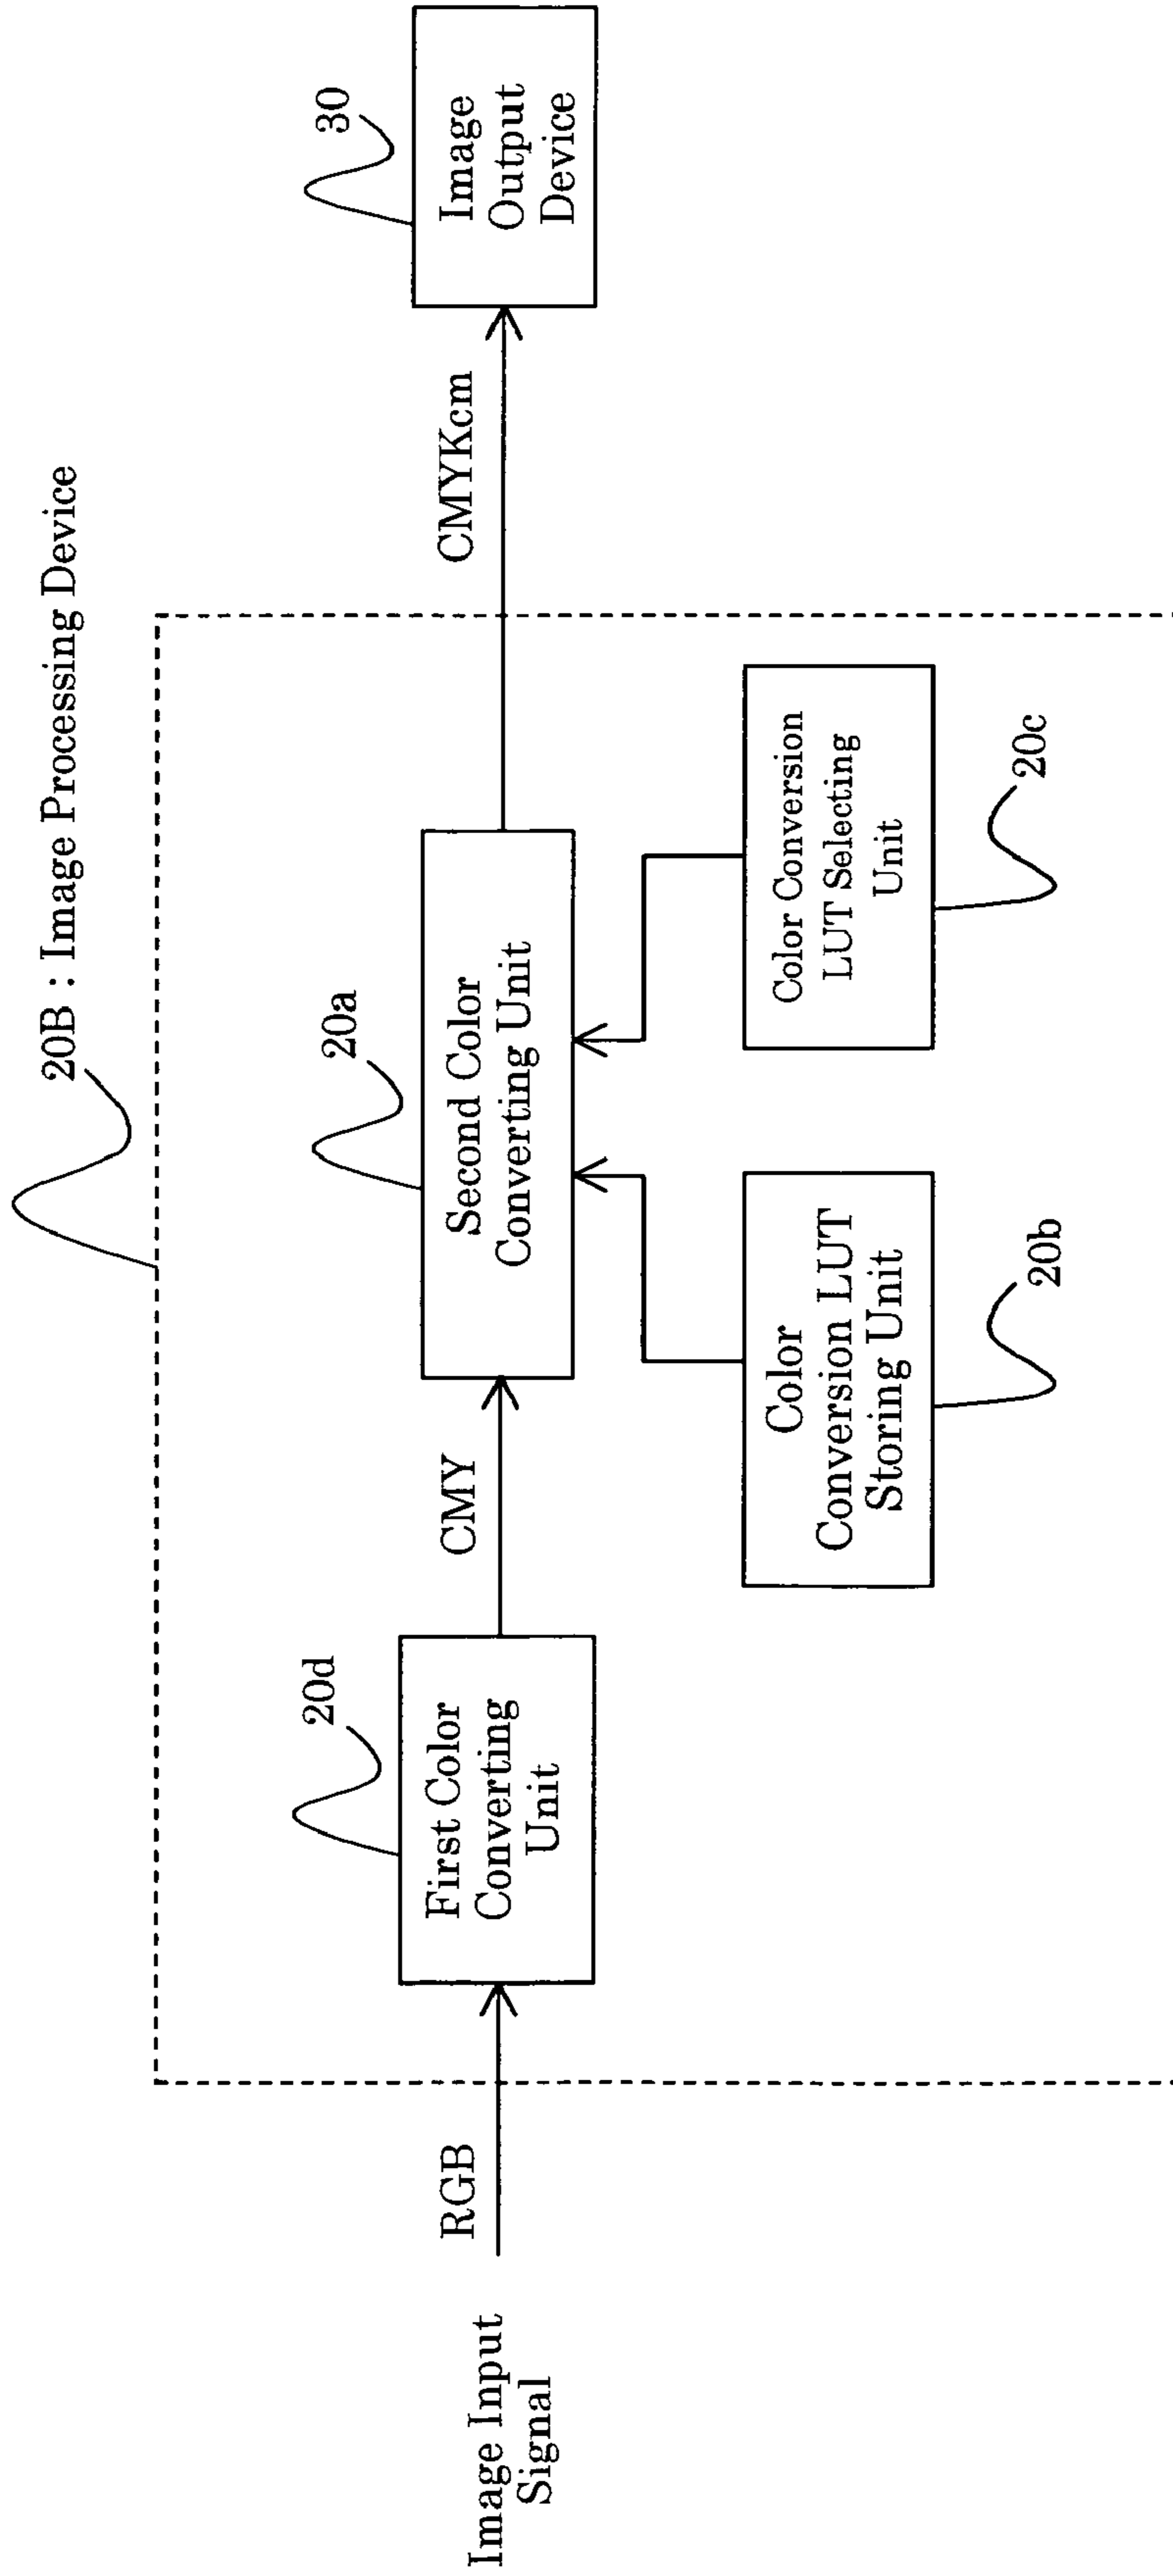 20B : Image Processing Device
Image Input
Signal
RGB
20d
First Color
Converting
Unit
CMY
20a
Second Color
Converting Unit
CMYKcm
30
Image
Output
Device
Color
Conversion LUT
Storing Unit
20b
Color Conversion
LUT Selecting
Unit
20c